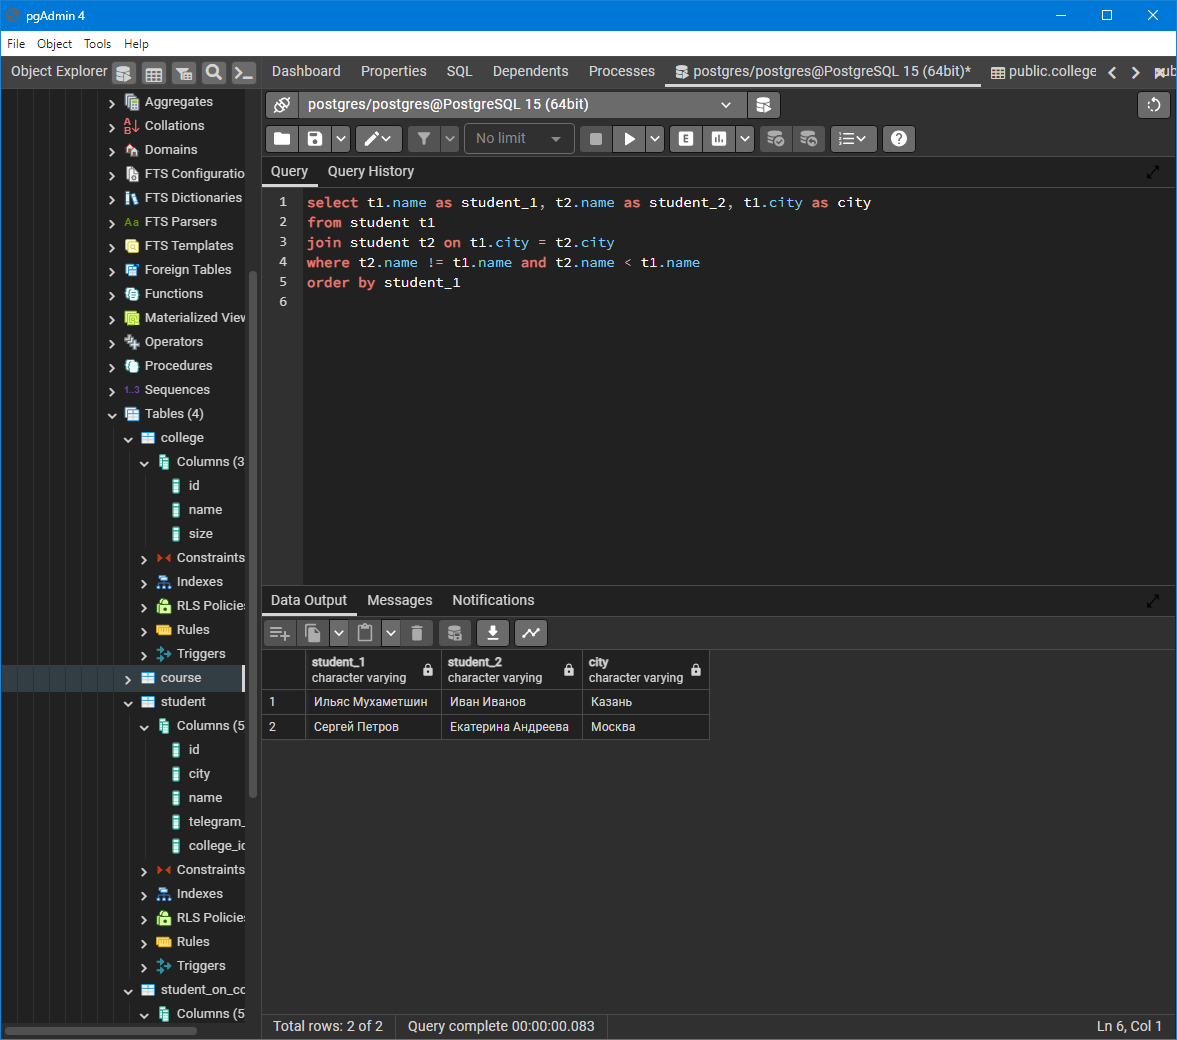 pgAdmin 4
File Object Tools Help
Object Explorer
Dashboard Properties SQL Dependents Processes postgres/postgres@PostgreSQL 15 (64bit)* public.college
Aggregates
Collations
Domains
FTS Configuratio
FTS Dictionaries
Aa FTS Parsers
FTS Templates
Foreign Tables
Functions
Materialized View
Operators
Procedures
1..3 Sequences
Tables (4)
college
Columns (3
id
name
size
Constraints
Indexes
RLS Policies
Rules
Triggers
course
student
Columns (5
id
city
name
telegram_
college_id
Constraints
Indexes
RLS Policies
Rules
Triggers
student_on_co
Columns (5
postgres/postgres@PostgreSQL 15 (64bit)
No limit
E
Query Query History
1 select t1.name as student_1, t2.name as student_2, t1.city as city
2 from student t1
3 join student t2 on t1.city = t2.city
4 where t2.name != t1.name and t2.name < t1.name
5 order by student_1
6
Data Output Messages Notifications
student_1 student_2 city
character varying character varying character varying
1 Ильяс Мухаметшин Иван Иванов Казань
2 Сергей Петров Екатерина Андреева Москва
Total rows: 2 of 2 Query complete 00:00:00.083 Ln 6, Col 1